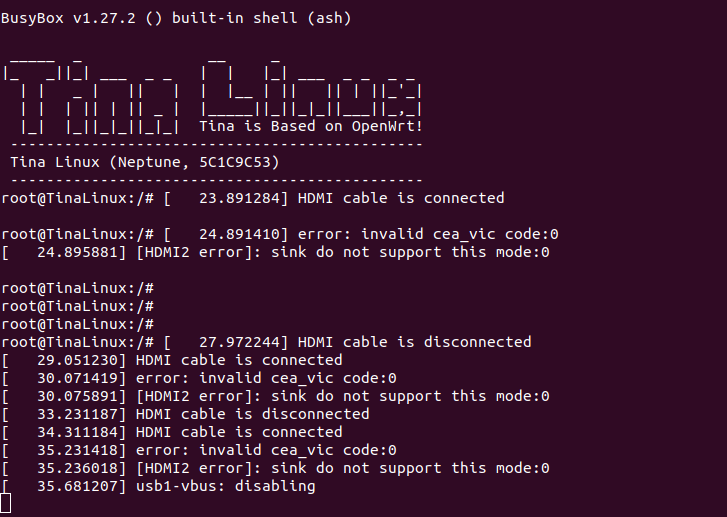 BusyBox v1.27.2 () built-in shell (ash)
Tina Linux
Tina is Based on OpenWrt!
----------------------------------------------
Tina Linux (Neptune, 5C1C9C53)
----------------------------------------------
root@TinaLinux:/# [   23.891284] HDMI cable is connected
root@TinaLinux:/# [   24.891410] error: invalid cea_vic code:0
[   24.895881] [HDMI2 error]: sink do not support this mode:0
root@TinaLinux:/#
root@TinaLinux:/#
root@TinaLinux:/#
root@TinaLinux:/# [   27.972244] HDMI cable is disconnected
[   29.051230] HDMI cable is connected
[   30.071419] error: invalid cea_vic code:0
[   30.075891] [HDMI2 error]: sink do not support this mode:0
[   33.231187] HDMI cable is disconnected
[   34.311184] HDMI cable is connected
[   35.231418] error: invalid cea_vic code:0
[   35.236018] [HDMI2 error]: sink do not support this mode:0
[   35.681207] usb1-vbus: disabling